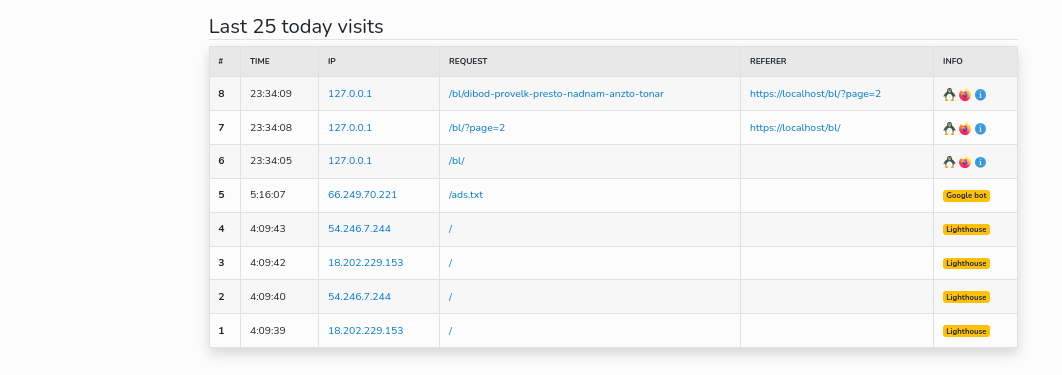 Last 25 today visits
# TIME IP REQUEST REFERER INFO
8 23:34:09 127.0.0.1 /bl/dibod-provelk-presto-nadnam-anzto-tonar https://localhost/bl/?page=2
7 23:34:08 127.0.0.1 /bl/?page=2 https://localhost/bl/
6 23:34:05 127.0.0.1 /bl/
5 5:16:07 66.249.70.221 /ads.txt Google bot
4 4:09:43 54.246.7.244 / Lighthouse
3 4:09:42 18.202.229.153 / Lighthouse
2 4:09:40 54.246.7.244 / Lighthouse
1 4:09:39 18.202.229.153 / Lighthouse